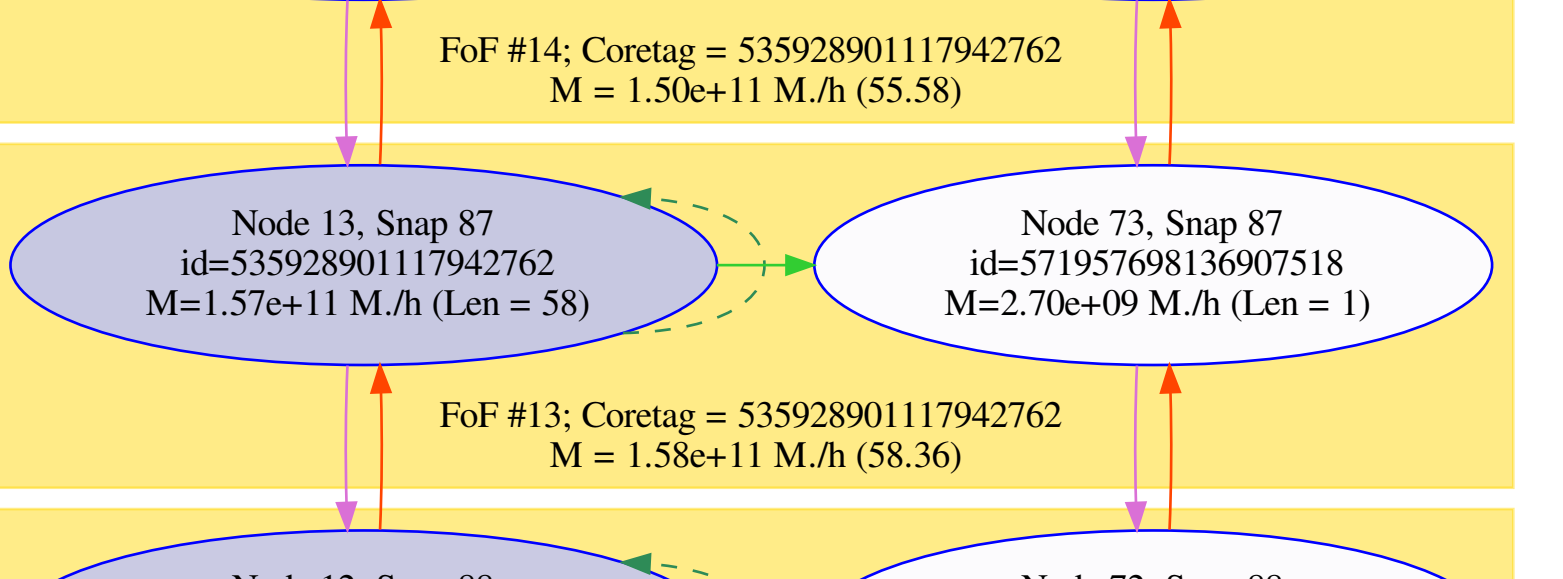 FoF #14; Coretag = 535928901117942762
M = 1.50e+11 M./h (55.58)
Node 13, Snap 87
id=535928901117942762
M=1.57e+11 M./h (Len = 58)
Node 73, Snap 87
id=571957698136907518
M=2.70e+09 M./h (Len = 1)
FoF #13; Coretag = 535928901117942762
M = 1.58e+11 M./h (58.36)